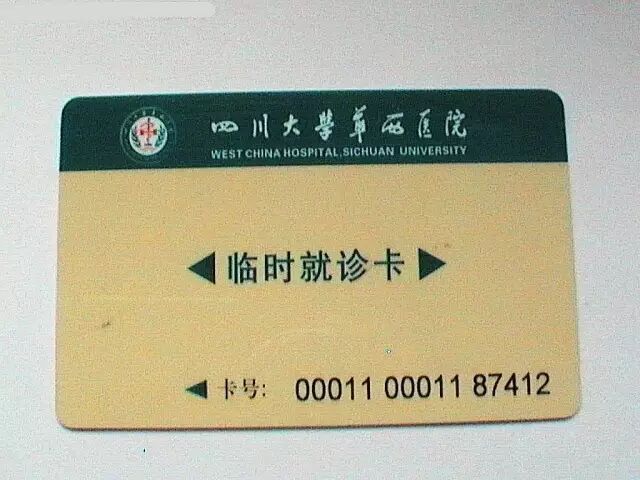 四川大學華西医院
WEST CHINA HOSPITAL,SICHUAN UNIVERSITY
临时就诊卡
卡号: 00011 00011 87412